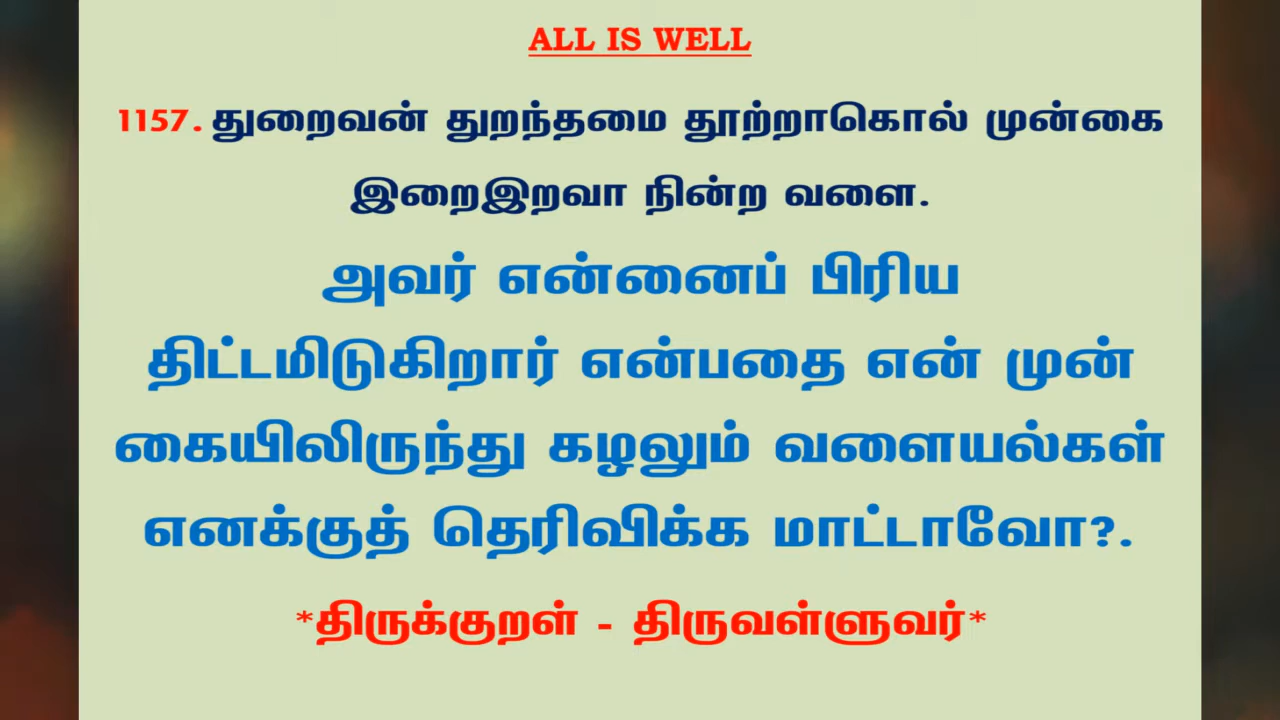 ALL IS WELL
1157. துறைவன் துறந்தமை தூற்றாகொல் முன்கை
இறைஇறவா நின்ற வளை.
அவர் என்னைப் பிரிய
திட்டமிடுகிறார் என்பதை என் முன்
கையிலிருந்து கழலும் வளையல்கள்
எனக்குத் தெரிவிக்க மாட்டாவோ?.
*திருக்குறள் - திருவள்ளுவர்*